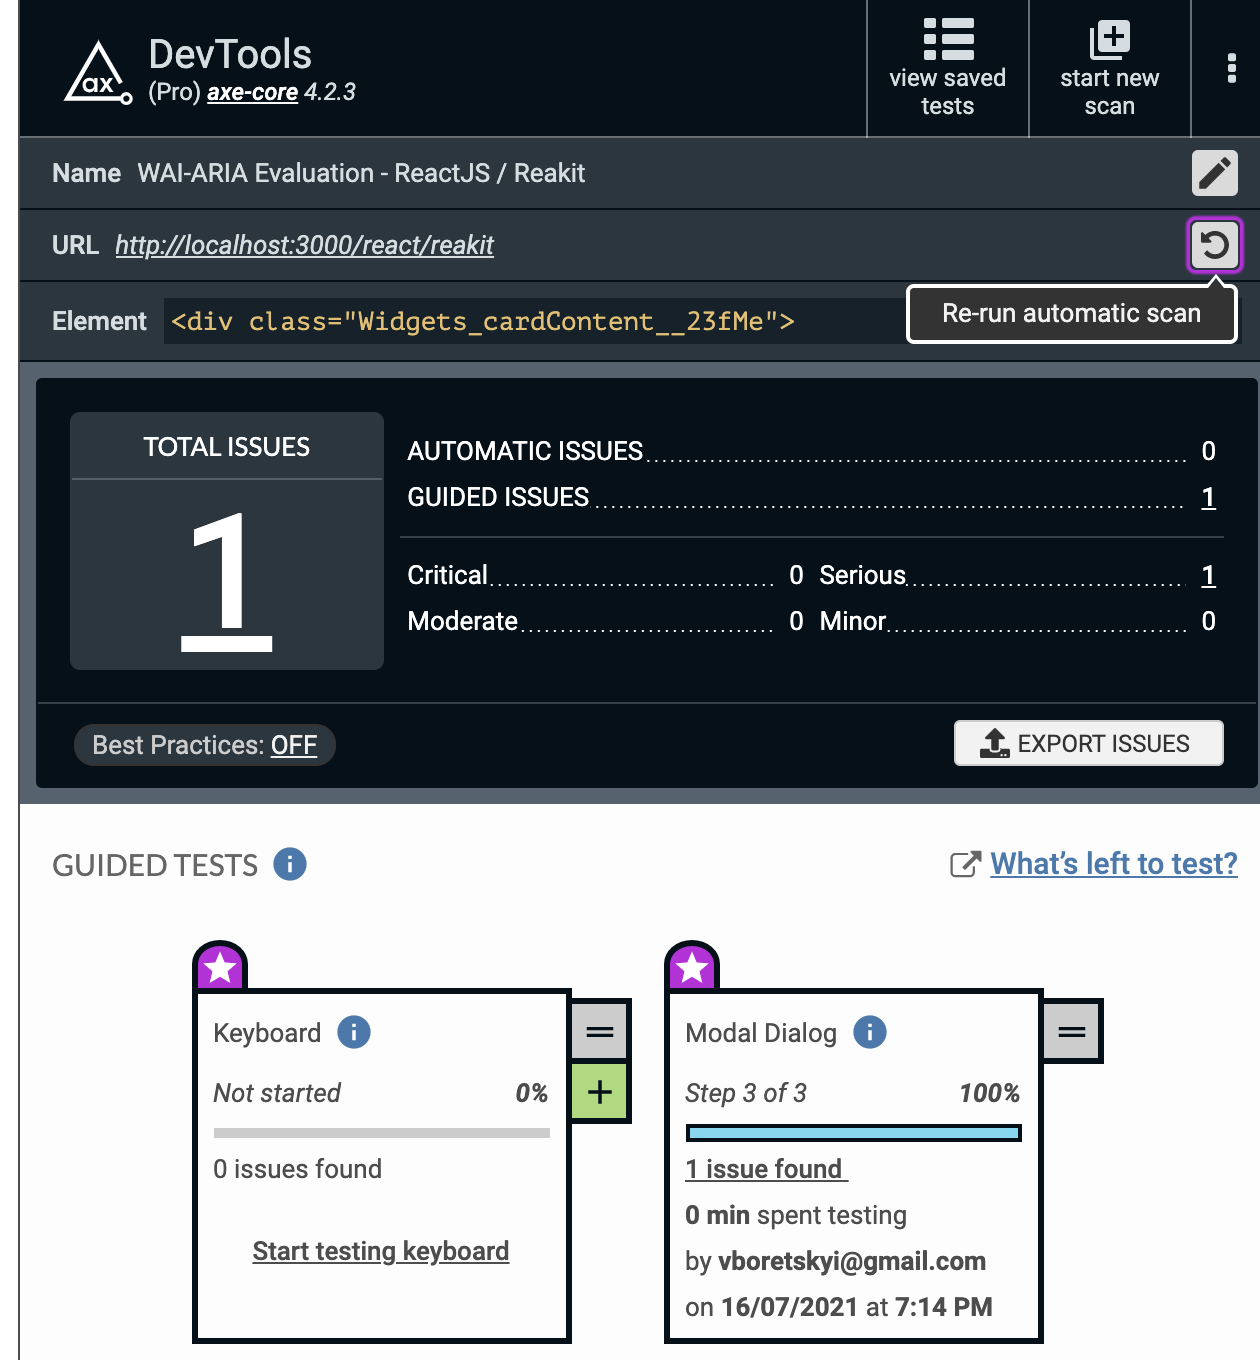 DevTools
ax
(Pro) axe-core 4.2.3
view saved
tests
start new
scan
Name WAI-ARIA Evaluation - ReactJS / Reakit
URL http://localhost:3000/react/reakit
Element <div class="Widgets_cardContent__23fMe">
Re-run automatic scan
TOTAL ISSUES
1
AUTOMATIC ISSUES 0
GUIDED ISSUES 1
Critical 0 Serious 1
Moderate 0 Minor 0
Best Practices: OFF
EXPORT ISSUES
GUIDED TESTS
What's left to test?
Keyboard
Not started 0%
0 issues found
Start testing keyboard
Modal Dialog
Step 3 of 3 100%
1 issue found
0 min spent testing
by vboretskyi@gmail.com
on 16/07/2021 at 7:14 PM